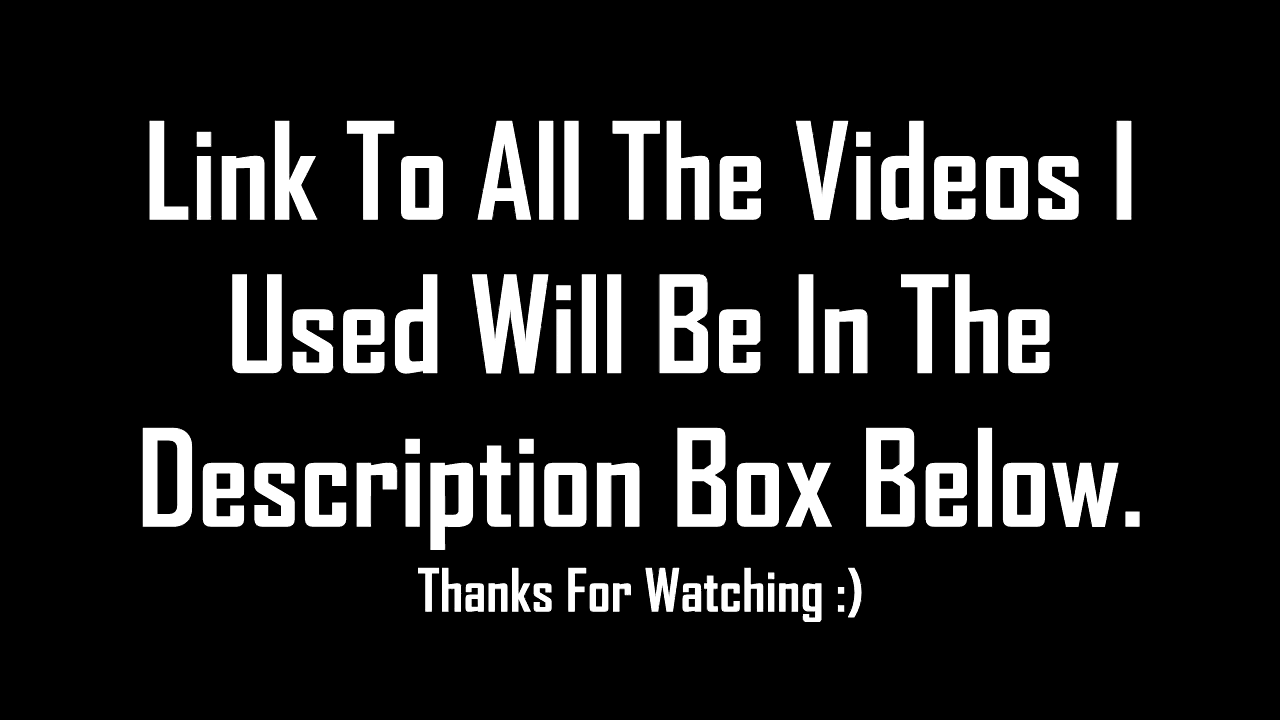 Link To All The Videos I
Used Will Be In The
Description Box Below.
Thanks For Watching :)